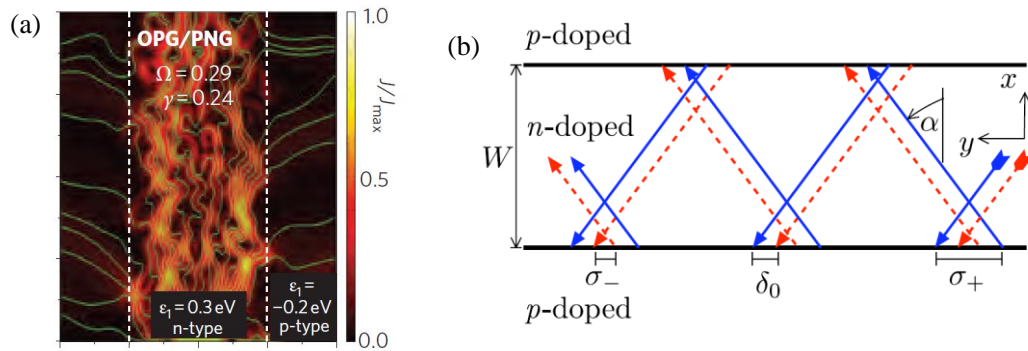 (a)
OPG/PNG
Ω = 0.29
γ = 0.24
ε₁ = 0.3 eV
n-type
ε₁ =
−0.2 eV
p-type
1.0
0.5
0.0
J/Jmax
(b)
p-doped
n-doped
W
α
x
y
σ₋
δ₀
σ₊
p-doped